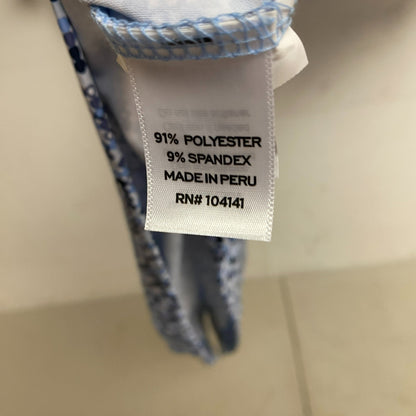 91% POLYESTER
9% SPANDEX
MADE IN PERU
RN# 104141